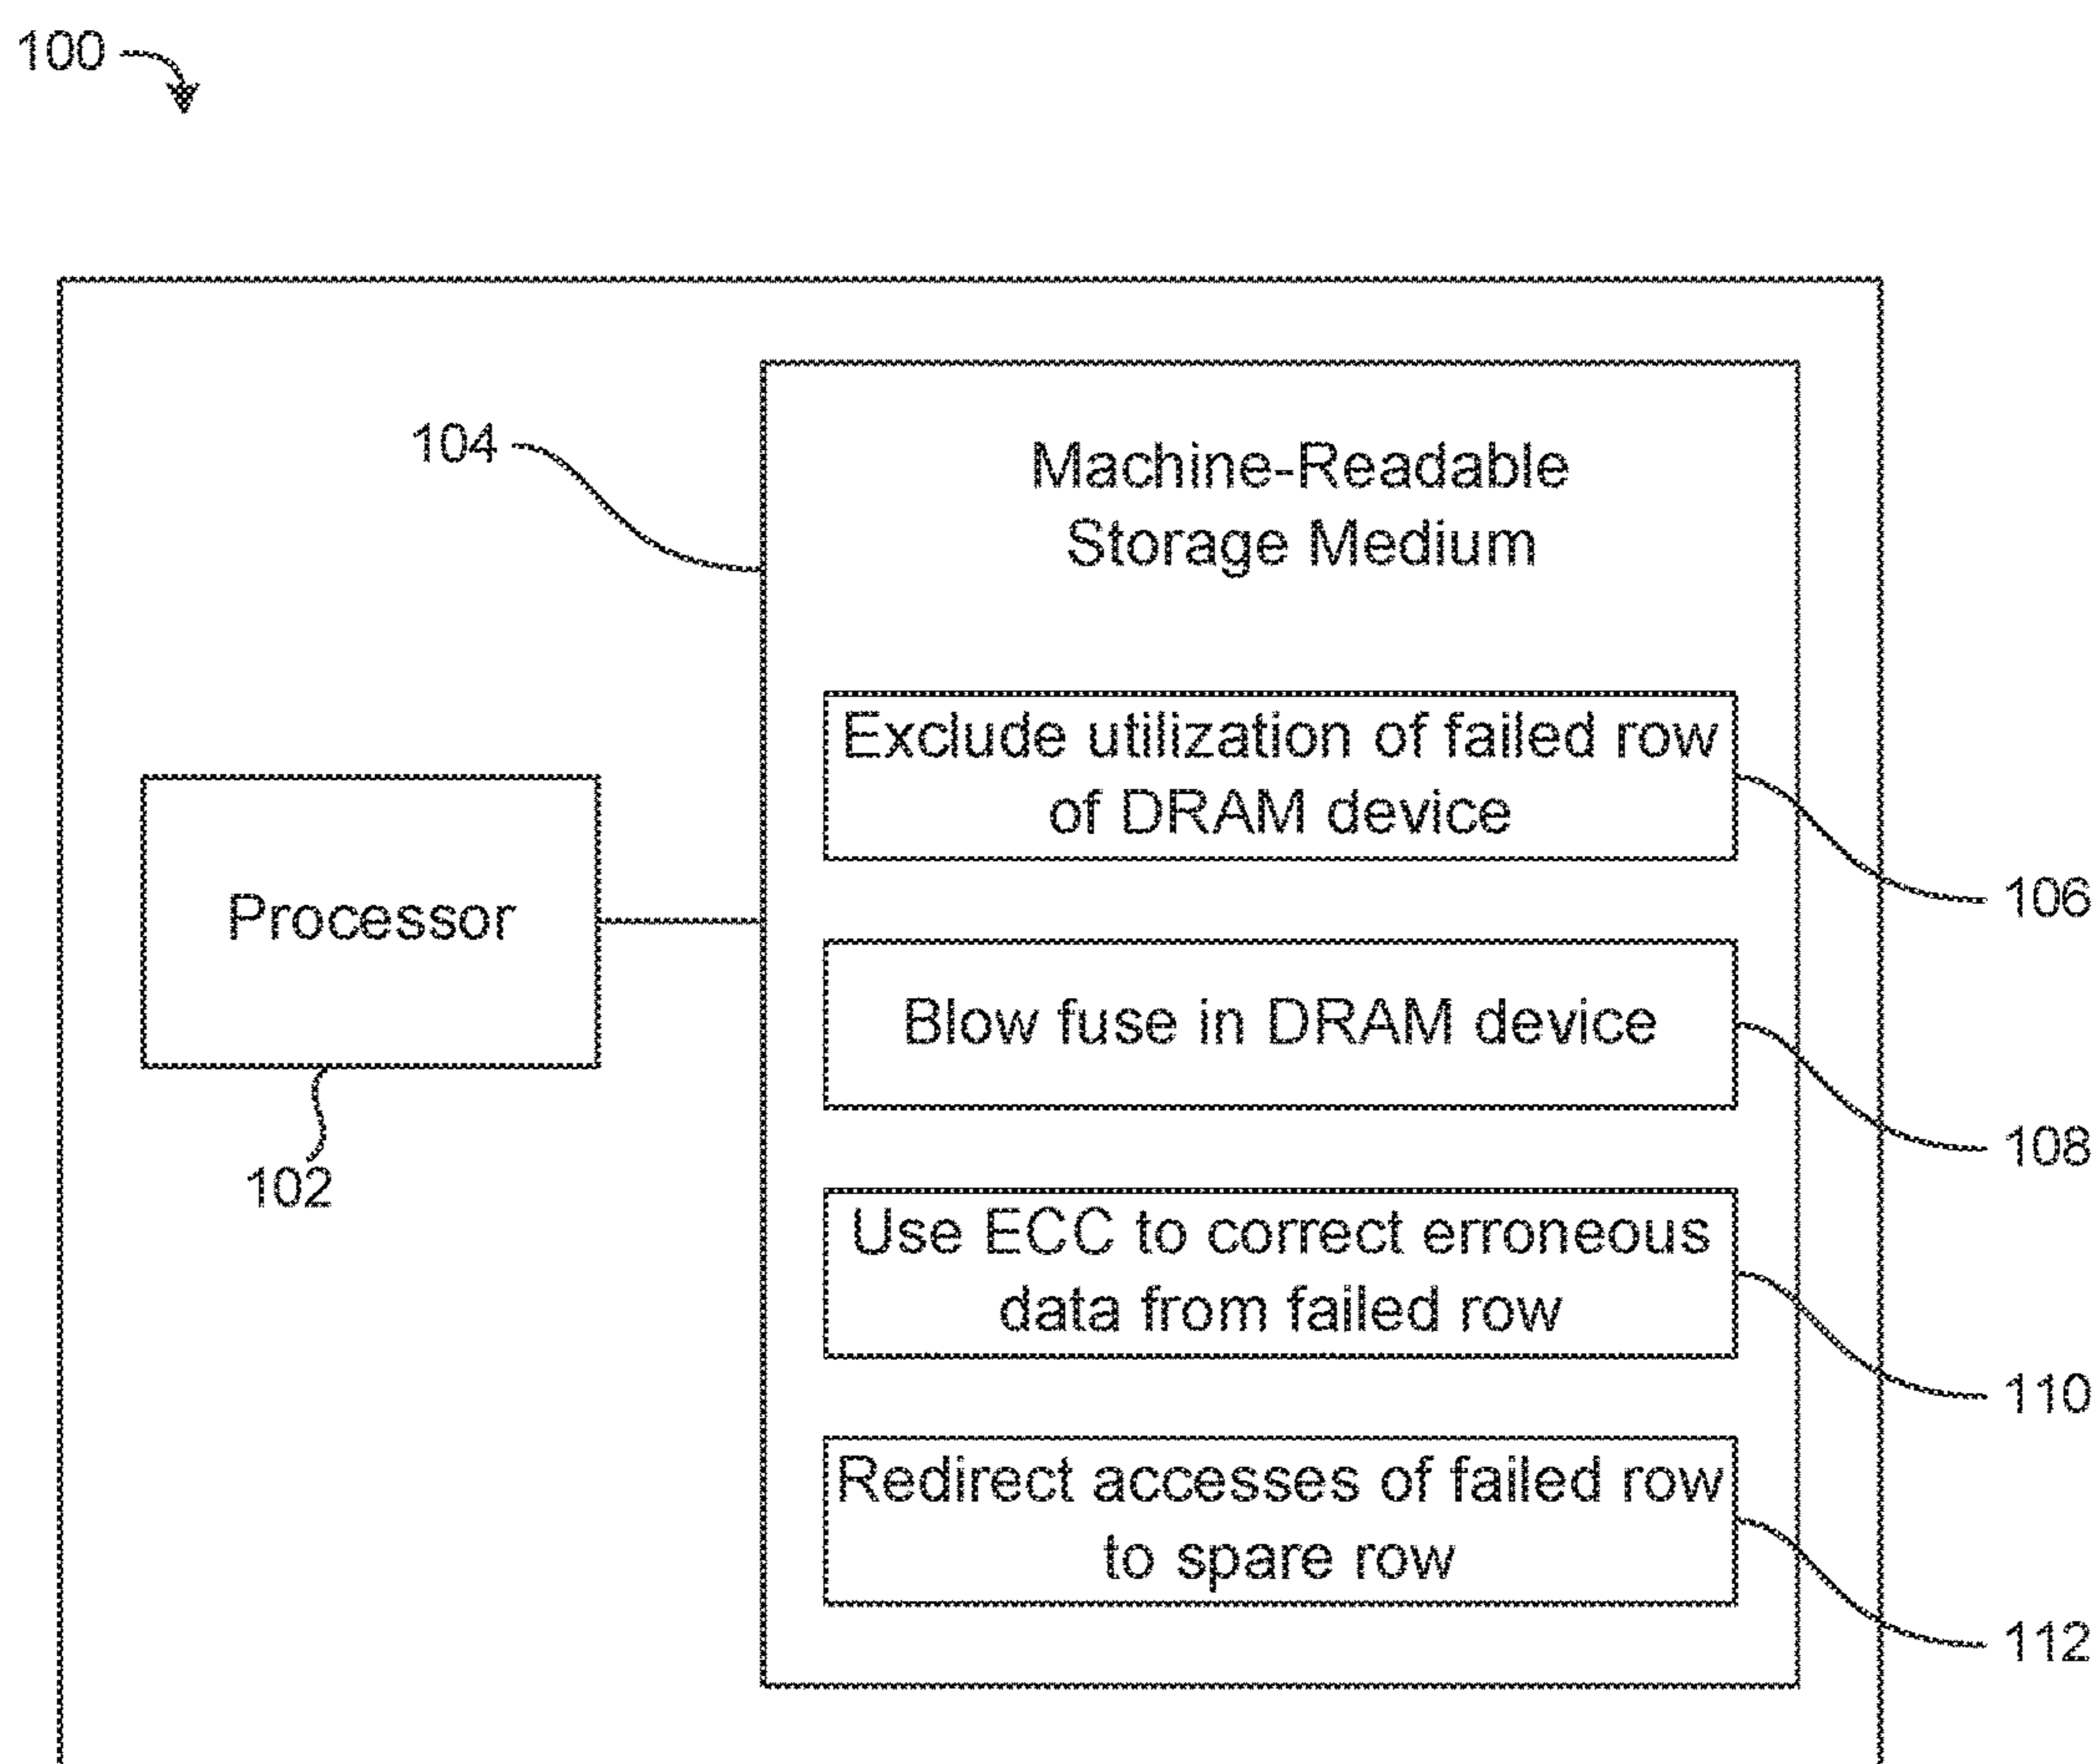 100
104
Machine-Readable
Storage Medium
Exclude utilization of failed row
of DRAM device
106
Processor
102
Blow fuse in DRAM device
108
Use ECC to correct erroneous
data from failed row
110
Redirect accesses of failed row
to spare row
112